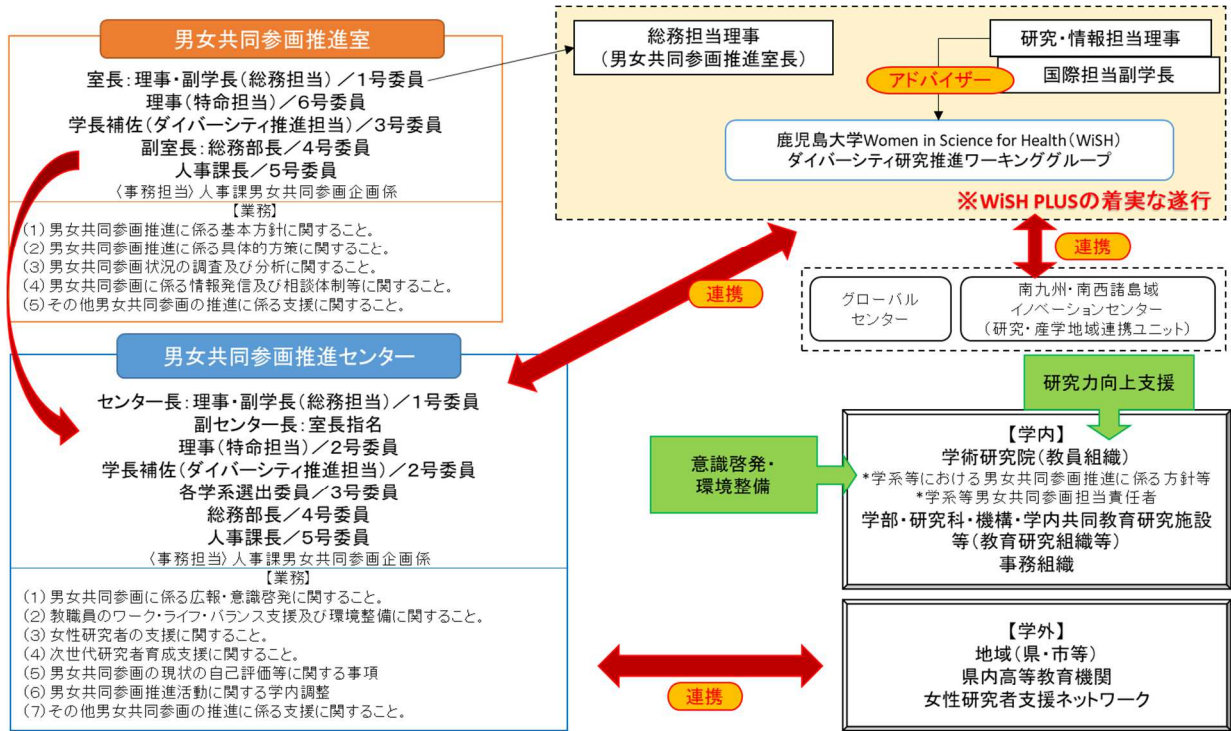 男女共同参画推進室
室長:理事・副学長(総務担当)/1号委員
理事(特命担当)/6号委員
学長補佐(ダイバーシティ推進担当)/3号委員
副室長:総務部長/4号委員
人事課長/5号委員
〈事務担当〉人事課男女共同参画企画係
【業務】
(1)男女共同参画推進に係る基本方針に関すること。
(2)男女共同参画推進に係る具体的方策に関すること。
(3)男女共同参画状況の調査及び分析に関すること。
(4)男女共同参画に係る情報発信及び相談体制等に関すること。
(5)その他男女共同参画の推進に係る支援に関すること。
男女共同参画推進センター
センター長:理事・副学長(総務担当)/1号委員
副センター長:室長指名
理事(特命担当)/2号委員
学長補佐(ダイバーシティ推進担当)/2号委員
各学系選出委員/3号委員
総務部長/4号委員
人事課長/5号委員
〈事務担当〉人事課男女共同参画企画係
【業務】
(1)男女共同参画に係る広報・意識啓発に関すること。
(2)教職員のワーク・ライフ・バランス支援及び環境整備に関すること。
(3)女性研究者の支援に関すること。
(4)次世代研究者育成支援に関すること。
(5)男女共同参画の現状の自己評価等に関する事項
(6)男女共同参画推進活動に関する学内調整
(7)その他男女共同参画の推進に係る支援に関すること。
総務担当理事
(男女共同参画推進室長)
研究・情報担当理事
国際担当副学長
アドバイザー
鹿児島大学Women in Science for Health(WiSH)
ダイバーシティ研究推進ワーキンググループ
※WiSH PLUSの着実な遂行
連携
連携
グローバル
センター
南九州・南西諸島域
イノベーションセンター
(研究・産学地域連携ユニット)
研究力向上支援
意識啓発・
環境整備
【学内】
学術研究院(教員組織)
*学系等における男女共同参画推進に係る方針等
*学系等男女共同参画担当責任者
学部・研究科・機構・学内共同教育研究施設
等(教育研究組織等)
事務組織
連携
【学外】
地域(県・市等)
県内高等教育機関
女性研究者支援ネットワーク